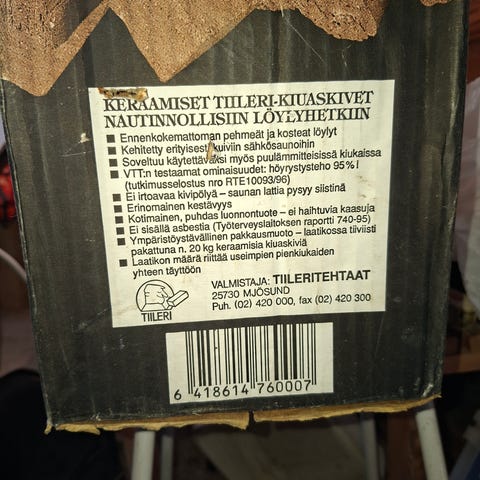 KERAAMISET TIILERI-KIUASKIVET
NAUTINNOLLISIIN LÖYLYHETKIIN
Ennenkokemattoman pehmeät ja kosteat löylyt
Kehitetty erityisesti kuiviin sähkösaunoihin
Soveltuu käytettäväksi myös puulämmitteisissä kiukaissa
VTT:n testaamat ominaisuudet: höyrystysteho 95% !
(tutkimusselostus nro RTE10093/96)
Ei irtoavaa kivipölyä – saunan lattia pysyy siistinä
Erinomainen kestävyys
Kotimainen, puhdas luonnontuote – ei haihtuvia kaasuja
Ei sisällä asbestia (Työterveyslaitoksen raportti 740-95)
Ympäristöystävällinen pakkausmuoto – laatikossa tiiviisti
pakattuna n. 20 kg keraamisia kiuaskiviä
Laatikon määrä riittää useimpien pienkiukaiden
yhteen täyttöön
TIILERI
VALMISTAJA: TIILERITEHTAAT
25730 MJÖSUND
Puh. (02) 420 000, fax (02) 420 300
6 418614 760007